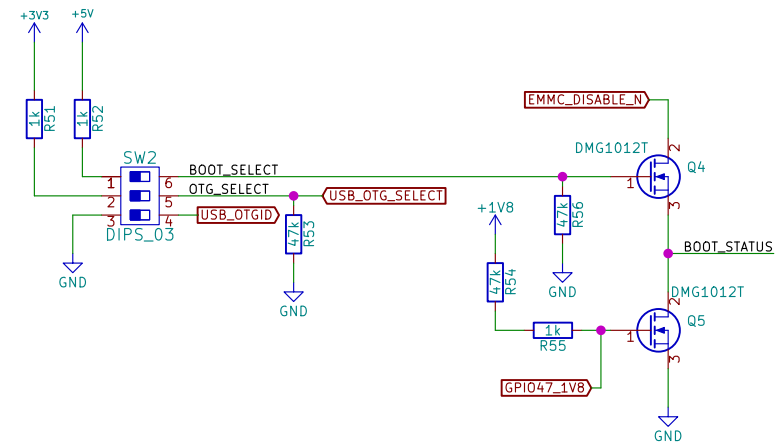 +3V3
+5V
1k
R51
1k
R52
SW2
1
2
3
6
5
4
DIPS_03
BOOT_SELECT
OTG_SELECT
USB_OTG_SELECT
USB_OTGID
GND
47k
R53
GND
EMMC_DISABLE_N
DMG1012T
2
Q4
1
3
47k
R56
GND
+1V8
47k
R54
BOOT_STATUS
DMG1012T
2
Q5
1k
R55
1
3
GPIO47_1V8
GND